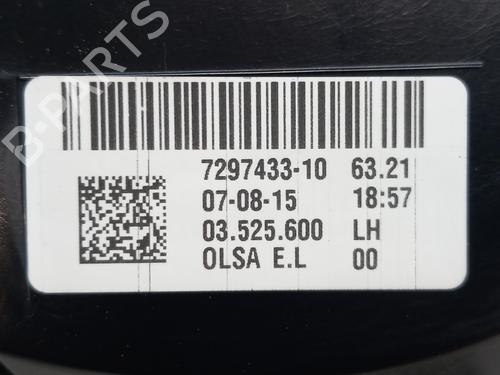 B-PARTS
7297433-10 63.21
07-08-15 18:57
03.525.600 LH
OLSA E.L 00